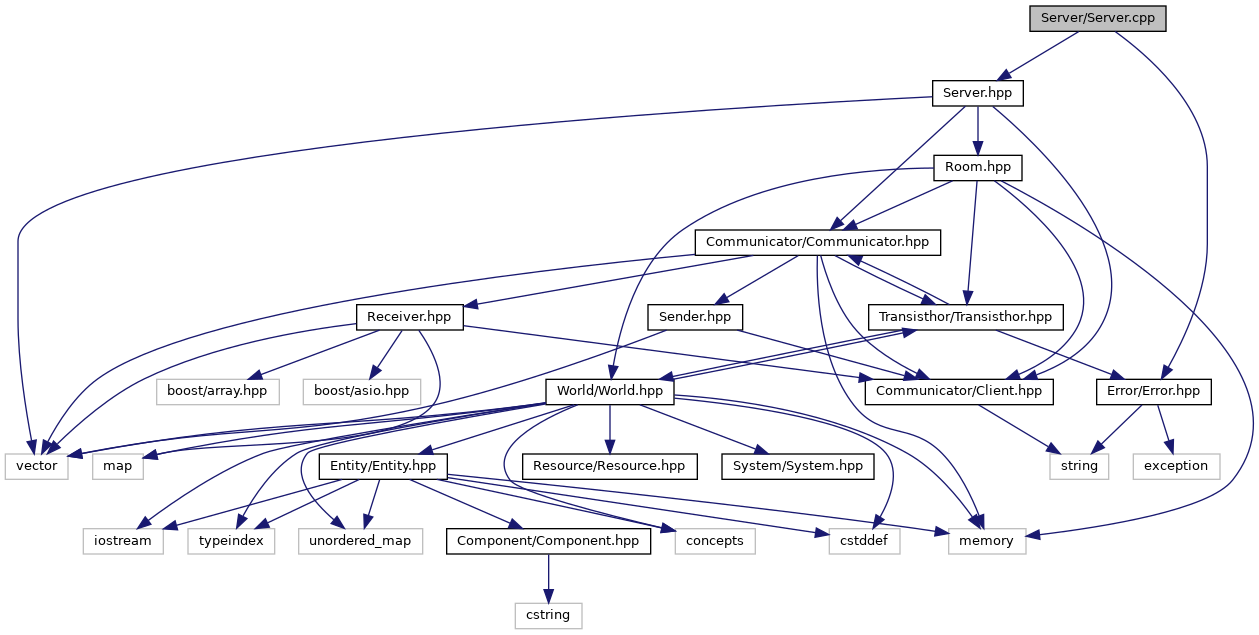 Server/Server.cpp
Server.hpp
Room.hpp
Communicator/Communicator.hpp
Receiver.hpp
Sender.hpp
Transisthor/Transisthor.hpp
boost/array.hpp
boost/asio.hpp
World/World.hpp
Communicator/Client.hpp
Error/Error.hpp
vector
map
Entity/Entity.hpp
Resource/Resource.hpp
System/System.hpp
string
exception
iostream
typeindex
unordered_map
Component/Component.hpp
concepts
cstddef
memory
cstring